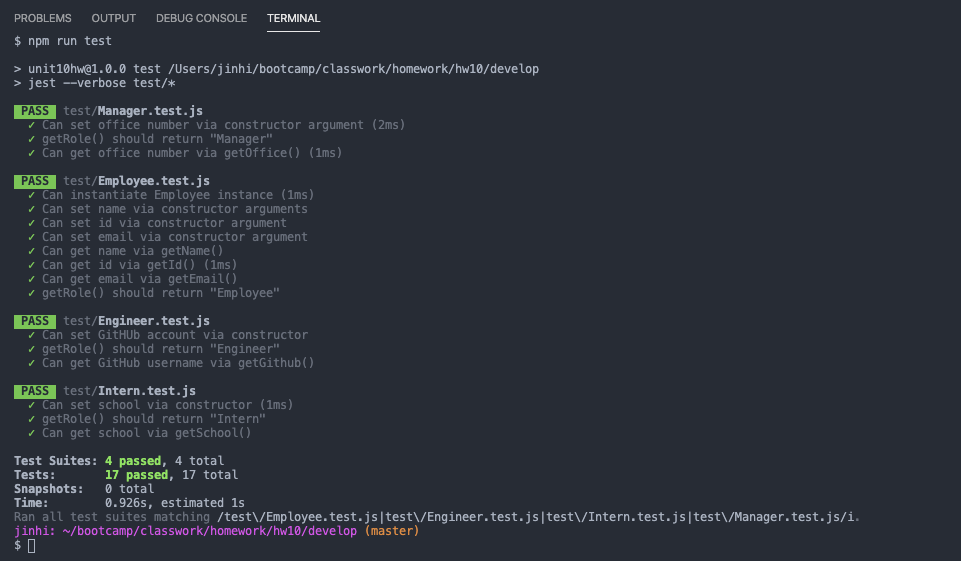 PROBLEMS OUTPUT DEBUG CONSOLE TERMINAL
$ npm run test
> unit10hw@1.0.0 test /Users/jinhi/bootcamp/classwork/homework/hw10/develop
> jest --verbose test/*
PASS test/Manager.test.js
✓ Can set office number via constructor argument (2ms)
✓ getRole() should return "Manager"
✓ Can get office number via getOffice() (1ms)
PASS test/Employee.test.js
✓ Can instantiate Employee instance (1ms)
✓ Can set name via constructor arguments
✓ Can set id via constructor argument
✓ Can set email via constructor argument
✓ Can get name via getName()
✓ Can get id via getId() (1ms)
✓ Can get email via getEmail()
✓ getRole() should return "Employee"
PASS test/Engineer.test.js
✓ Can set GitHUb account via constructor
✓ getRole() should return "Engineer"
✓ Can get GitHub username via getGithub()
PASS test/Intern.test.js
✓ Can set school via constructor (1ms)
✓ getRole() should return "Intern"
✓ Can get school via getSchool()
Test Suites: 4 passed, 4 total
Tests: 17 passed, 17 total
Snapshots: 0 total
Time: 0.926s, estimated 1s
Ran all test suites matching /test\/Employee.test.js|test\/Engineer.test.js|test\/Intern.test.js|test\/Manager.test.js/i.
jinhi: ~/bootcamp/classwork/homework/hw10/develop (master)
$